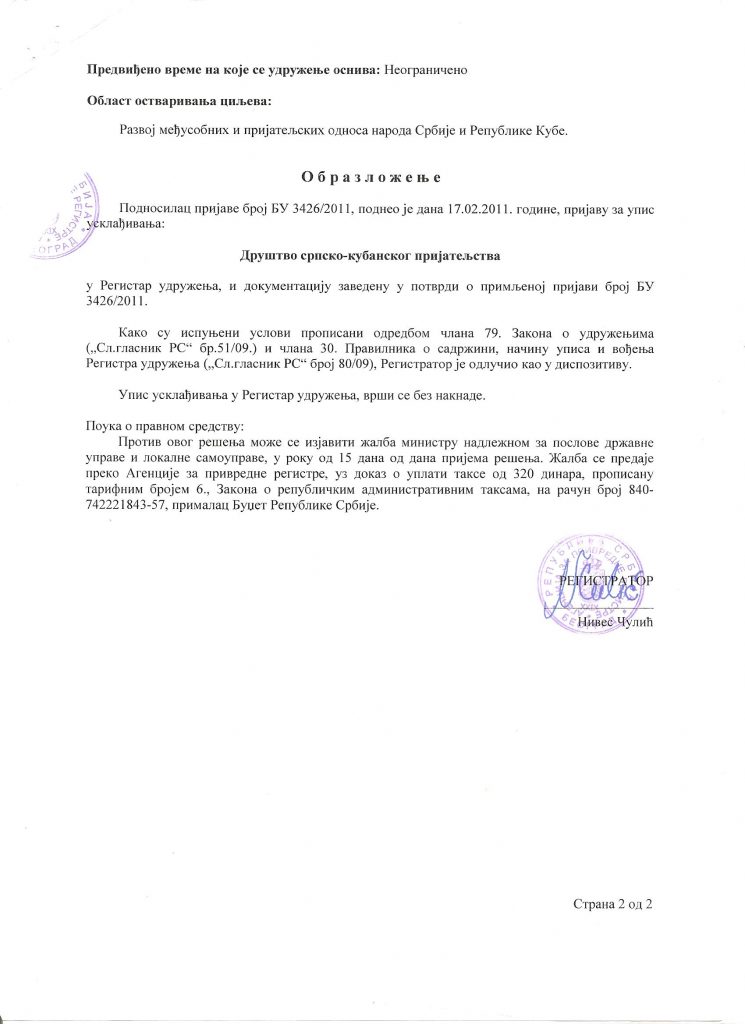 Предвиђено време на које се удружење оснива: Неограничено
Област остваривања циљева:
Развој међусобних и пријатељских односа народа Србије и Републике Кубе.
О б р а з л о ж е њ е
Подносилац пријаве број БУ 3426/2011, поднео је дана 17.02.2011. године, пријаву за упис
усклађивања:
Друштво српско-кубанског пријатељства
у Регистар удружења, и документацију заведену у потврди о примљеној пријави број БУ
3426/2011.
Како су испуњени услови прописани одредбом члана 79. Закона о удружењима
(„Сл.гласник РС“ бр.51/09.) и члана 30. Правилника о садржини, начину уписа и вођења
Регистра удружења („Сл.гласник РС“ број 80/09), Регистратор је одлучио као у диспозитиву.
Упис усклађивања у Регистар удружења, врши се без накнаде.
Поука о правном средству:
Против овог решења може се изјавити жалба министру надлежном за послове државне
управе и локалне самоуправе, у року од 15 дана од дана пријема решења. Жалба се предаје
преко Агенције за привредне регистре, уз доказ о уплати таксе од 320 динара, прописану
тарифним бројем 6., Закона о републичким административним таксама, на рачун број 840-
742221843-57, прималац Буџет Републике Србије.
РЕГИСТРАТОР
Нивес Чулић
Страна 2 од 2